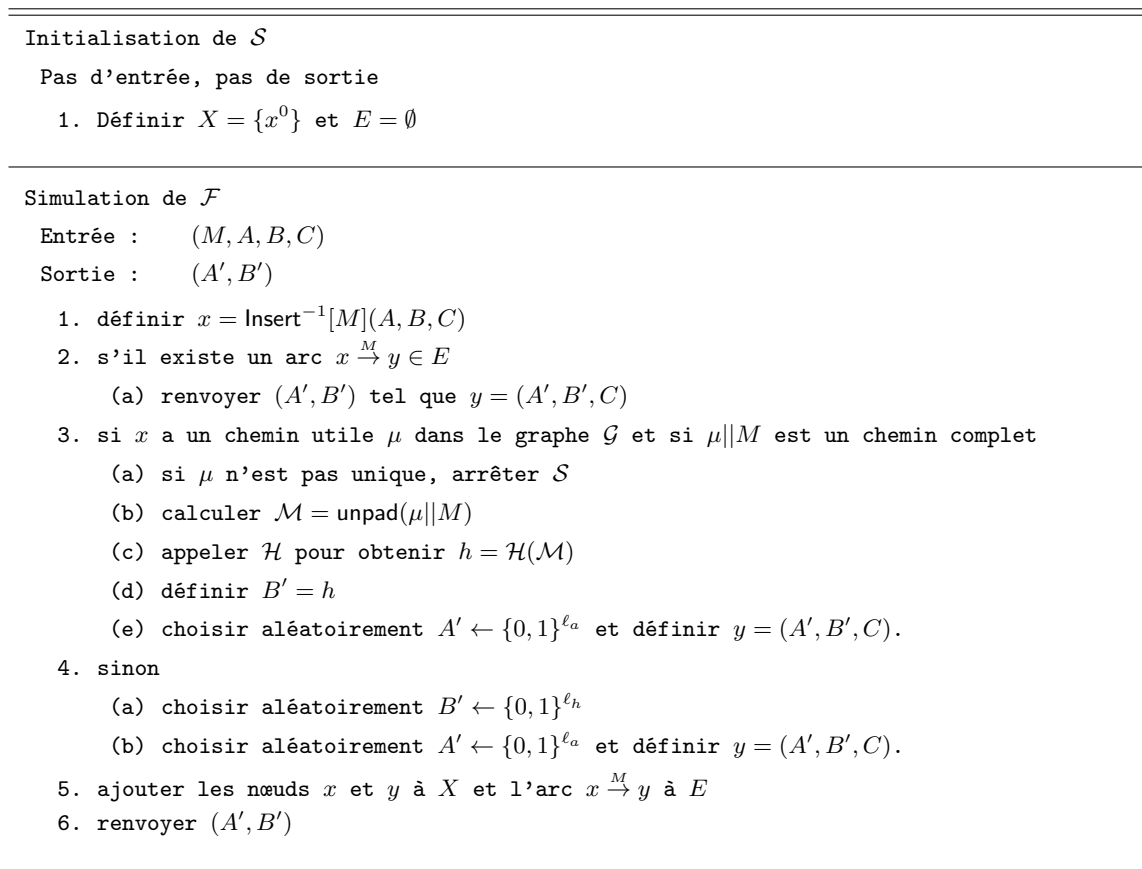 Initialisation de 𝒮
Pas d'entrée, pas de sortie
1. Définir X = {x⁰} et E = ∅
Simulation de ℱ
Entrée : (M, A, B, C)
Sortie : (A′, B′)
1. définir x = Insert⁻¹[M](A, B, C)
2. s'il existe un arc x →ᴹ y ∈ E
(a) renvoyer (A′, B′) tel que y = (A′, B′, C)
3. si x a un chemin utile μ dans le graphe 𝒢 et si μ||M est un chemin complet
(a) si μ n'est pas unique, arrêter 𝒮
(b) calculer ℳ = unpad(μ||M)
(c) appeler ℋ pour obtenir h = ℋ(ℳ)
(d) définir B′ = h
(e) choisir aléatoirement A′ ← {0, 1}^{ℓ_a} et définir y = (A′, B′, C).
4. sinon
(a) choisir aléatoirement B′ ← {0, 1}^{ℓ_h}
(b) choisir aléatoirement A′ ← {0, 1}^{ℓ_a} et définir y = (A′, B′, C).
5. ajouter les nœuds x et y à X et l'arc x →ᴹ y à E
6. renvoyer (A′, B′)